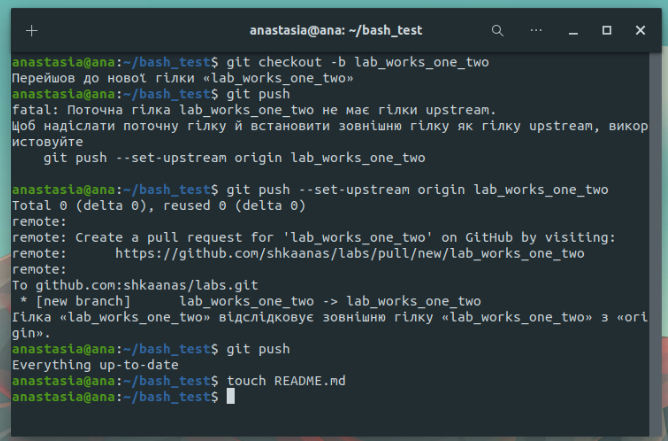 anastasia@ana: ~/bash_test
anastasia@ana:~/bash_test$ git checkout -b lab_works_one_two
Перейшов до нової гілки «lab_works_one_two»
anastasia@ana:~/bash_test$ git push
fatal: Поточна гілка lab_works_one_two не має гілки upstream.
Щоб надіслати поточну гілку й встановити зовнішню гілку як гілку upstream, викор
истовуйте
    git push --set-upstream origin lab_works_one_two
anastasia@ana:~/bash_test$ git push --set-upstream origin lab_works_one_two
Total 0 (delta 0), reused 0 (delta 0)
remote:
remote: Create a pull request for 'lab_works_one_two' on GitHub by visiting:
remote:      https://github.com/shkaanas/labs/pull/new/lab_works_one_two
remote:
To github.com:shkaanas/labs.git
 * [new branch]      lab_works_one_two -> lab_works_one_two
Гілка «lab_works_one_two» відслідковує зовнішню гілку «lab_works_one_two» з «ori
gin».
anastasia@ana:~/bash_test$ git push
Everything up-to-date
anastasia@ana:~/bash_test$ touch README.md
anastasia@ana:~/bash_test$